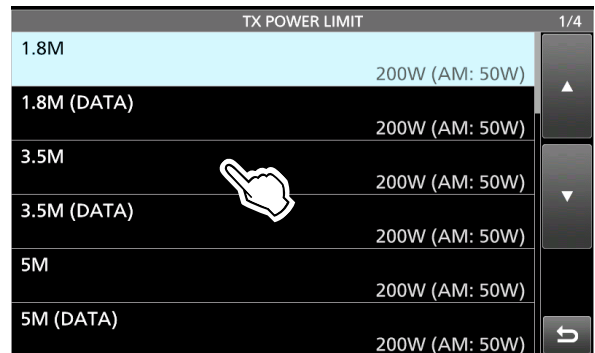 TX POWER LIMIT 1/4
1.8M
200W (AM: 50W)
1.8M (DATA)
200W (AM: 50W)
3.5M
200W (AM: 50W)
3.5M (DATA)
200W (AM: 50W)
5M
200W (AM: 50W)
5M (DATA)
200W (AM: 50W)